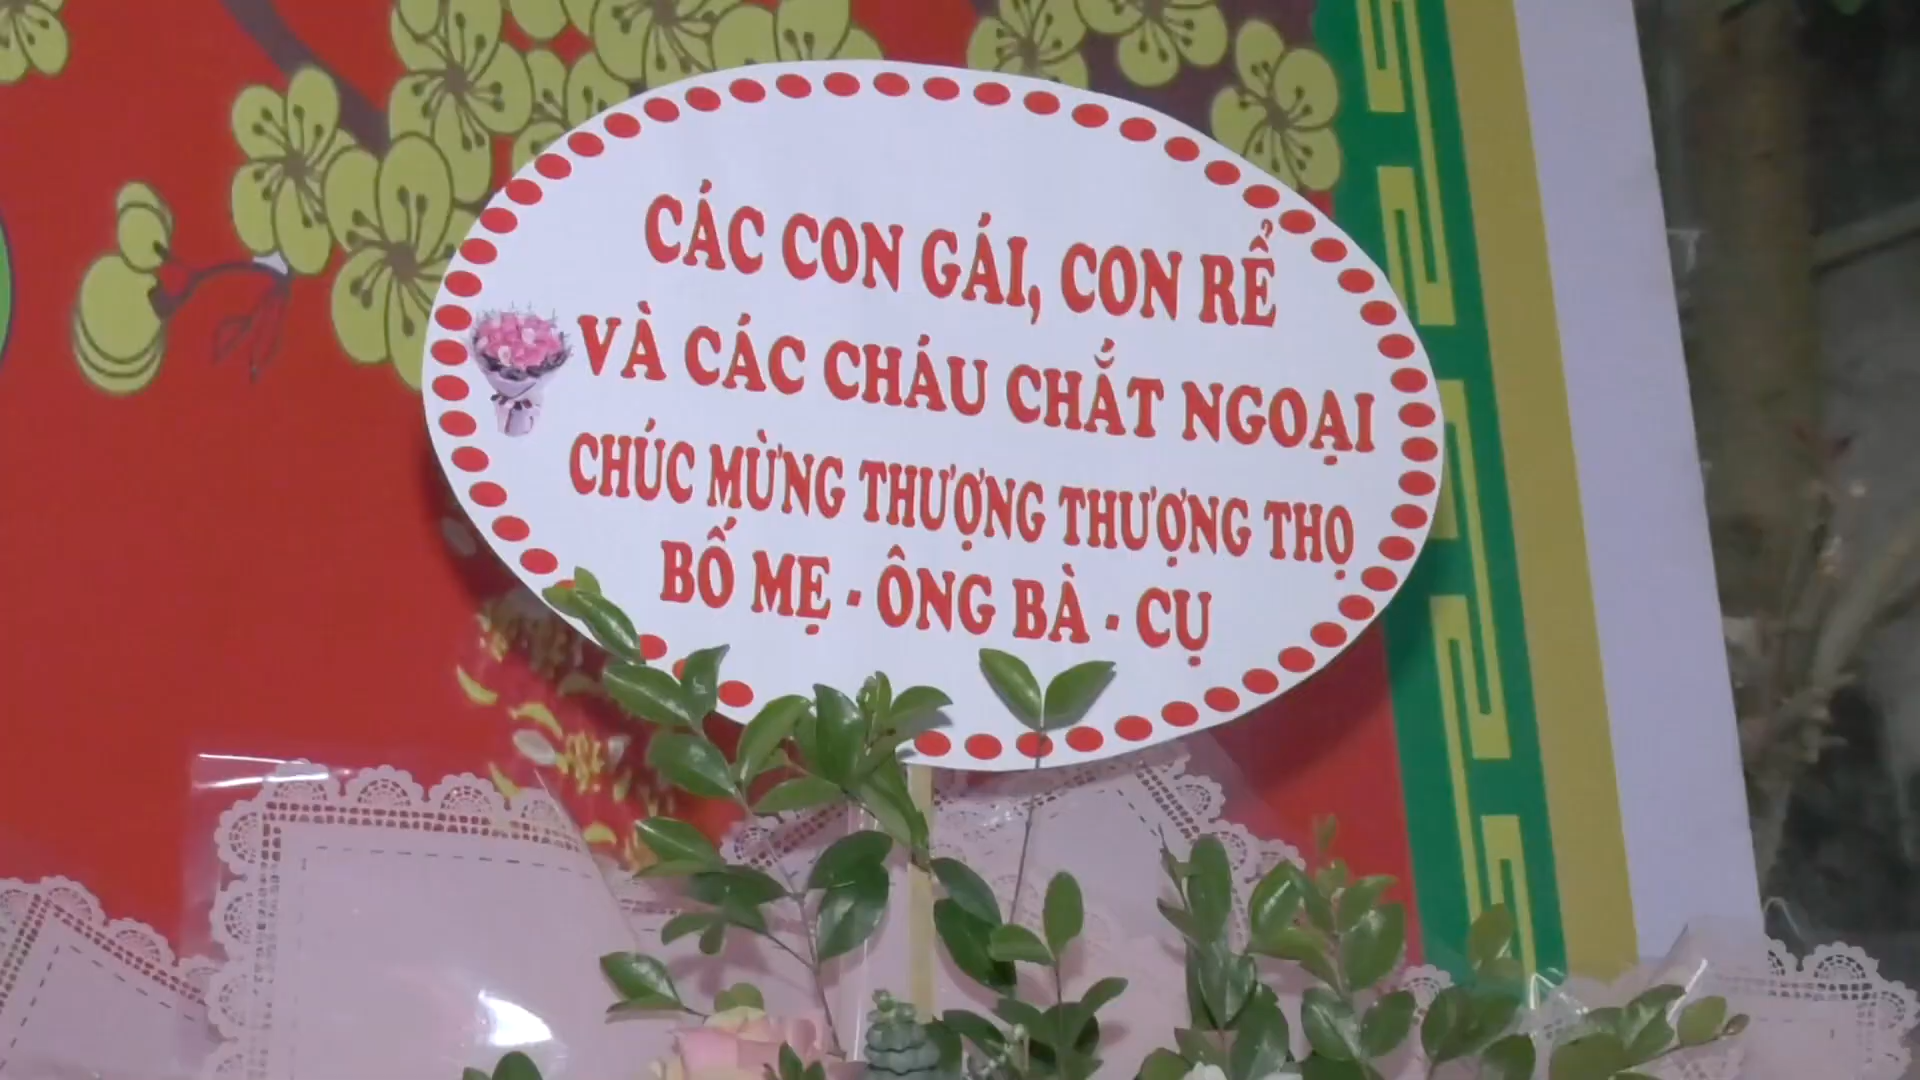 CÁC CON GÁI, CON RỂ
VÀ CÁC CHÁU CHẮT NGOẠI
CHÚC MỪNG THƯỢNG THƯỢNG THỌ
BỐ MẸ - ÔNG BÀ - CỤ